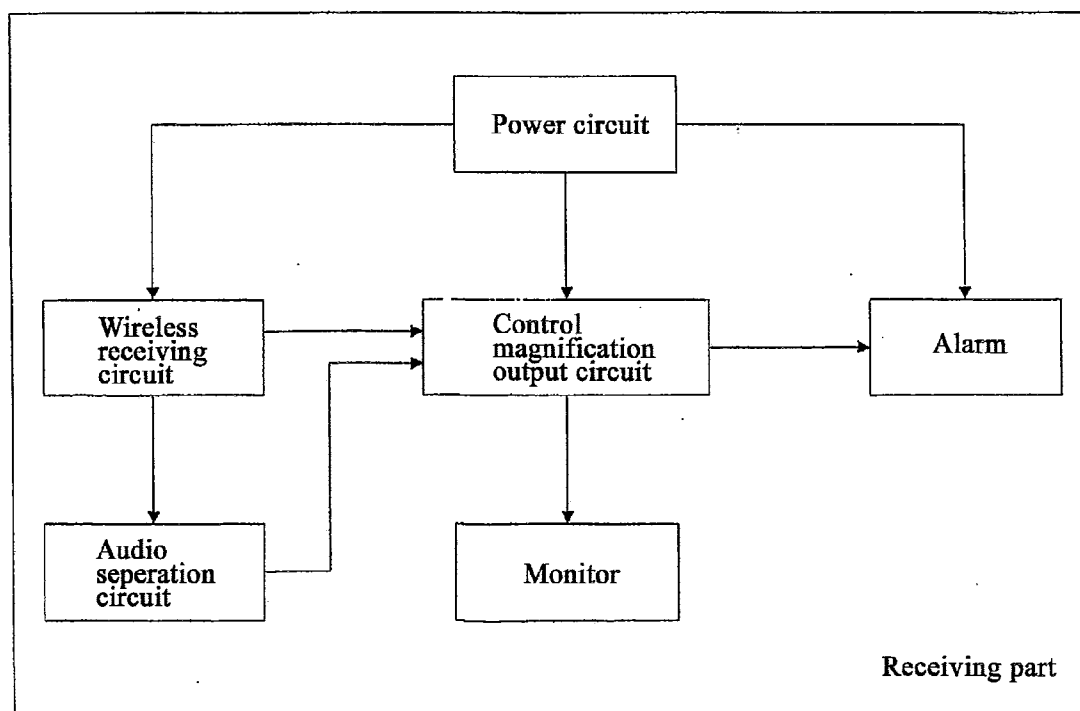 Power circuit
Wireless
receiving
circuit
Control
magnification
output circuit
Alarm
Audio
seperation
circuit
Monitor
Receiving part